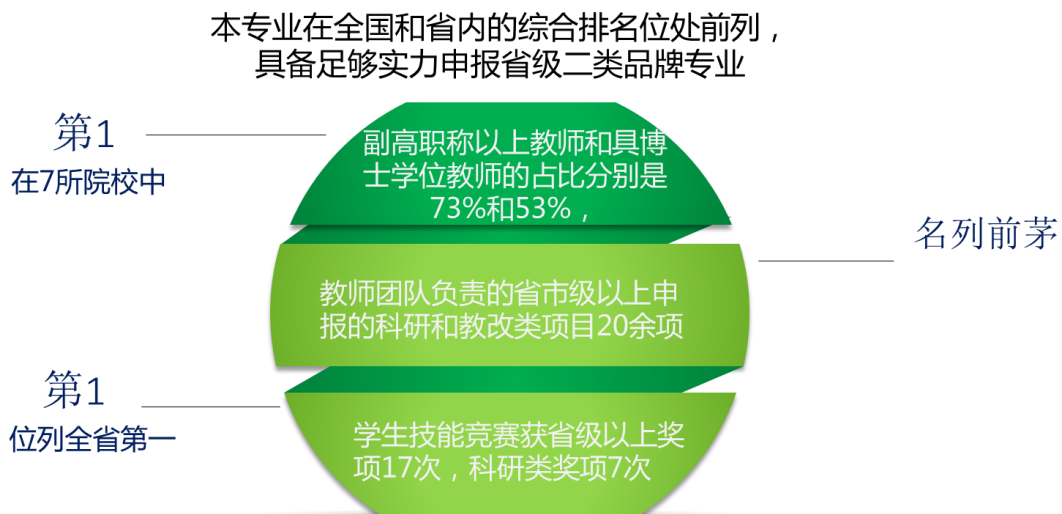 本专业在全国和省内的综合排名位处前列，
具备足够实力申报省级二类品牌专业
第1
在7所院校中
副高职称以上教师和具博
士学位教师的占比分别是
73%和53%，
名列前茅
教师团队负责的省市级以上申
报的科研和教改类项目20余项
第1
位列全省第一
学生技能竞赛获省级以上奖
项17次，科研类奖项7次